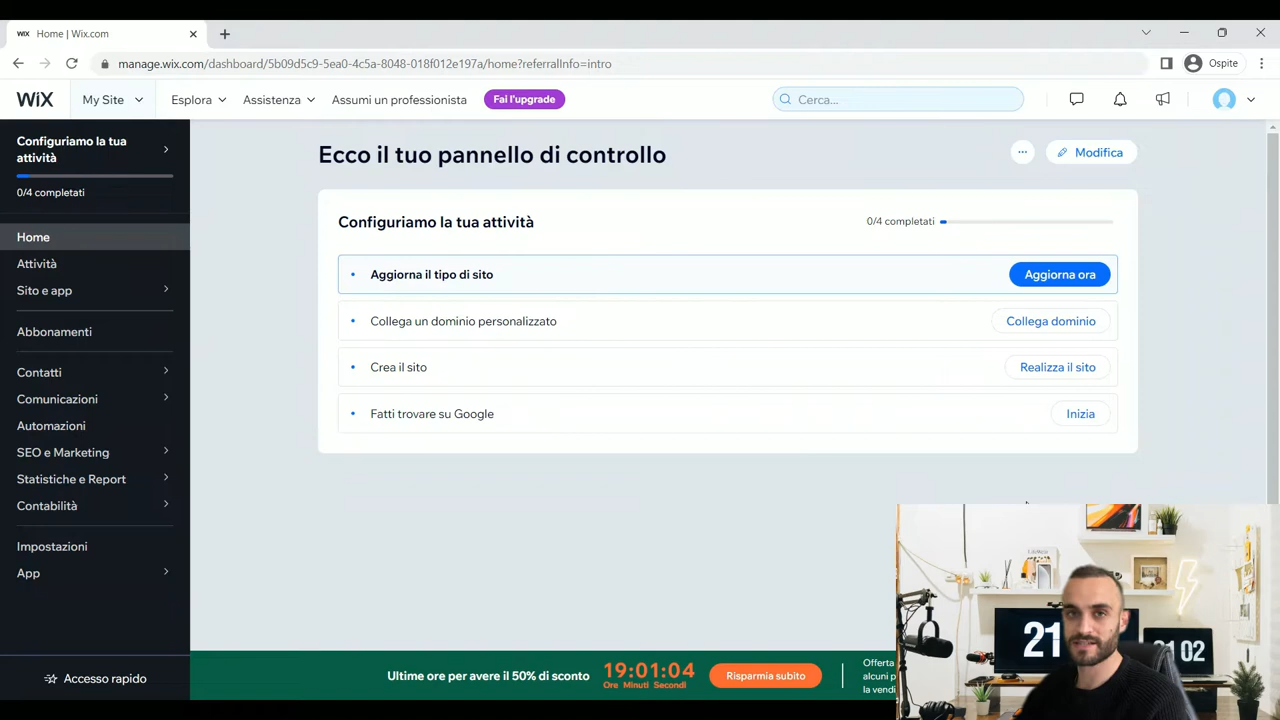 WIX Home | Wix.com
manage.wix.com/dashboard/5b09d5c9-5ea0-4c5a-8048-018f012e197a/home?referralInfo=intro
Ospite
WiX
My Site
Esplora
Assistenza
Assumi un professionista
Fai l'upgrade
Cerca...
Configuriamo la tua
attività
0/4 completati
Home
Attività
Sito e app
Abbonamenti
Contatti
Comunicazioni
Automazioni
SEO e Marketing
Statistiche e Report
Contabilità
Impostazioni
App
Accesso rapido
Ecco il tuo pannello di controllo
Modifica
Configuriamo la tua attività
0/4 completati
Aggiorna il tipo di sito
Aggiorna ora
Collega un dominio personalizzato
Collega dominio
Crea il sito
Realizza il sito
Fatti trovare su Google
Inizia
Ultime ore per avere il 50% di sconto
19:01:04
Ore Minuti Secondi
Risparmia subito
Offerta
alcuni p
la vendi
21
02